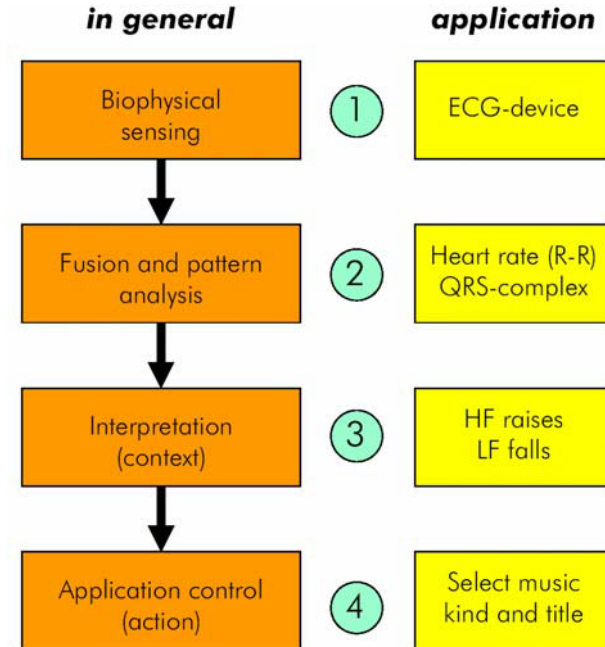 in general
application
Biophysical
sensing
1
ECG-device
Fusion and pattern
analysis
2
Heart rate (R-R)
QRS-complex
Interpretation
(context)
3
HF raises
LF falls
Application control
(action)
4
Select music
kind and title